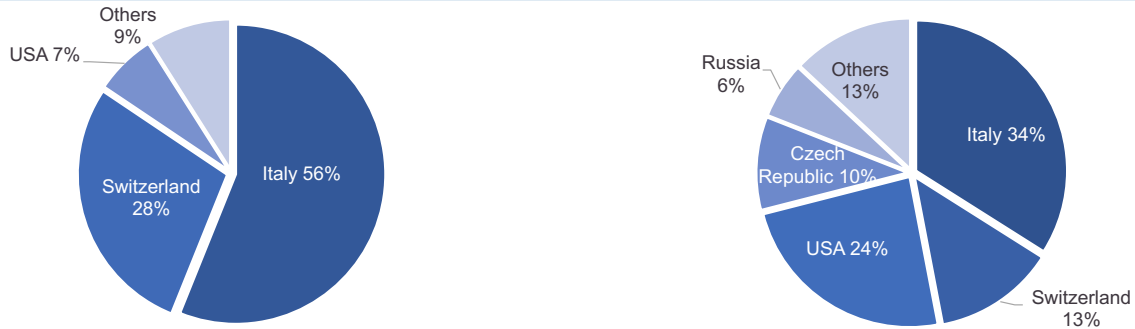 Others
9%
USA 7%
Switzerland
28%
Italy 56%
Russia
6%
Others
13%
Italy 34%
Czech
Republic 10%
USA 24%
Switzerland
13%